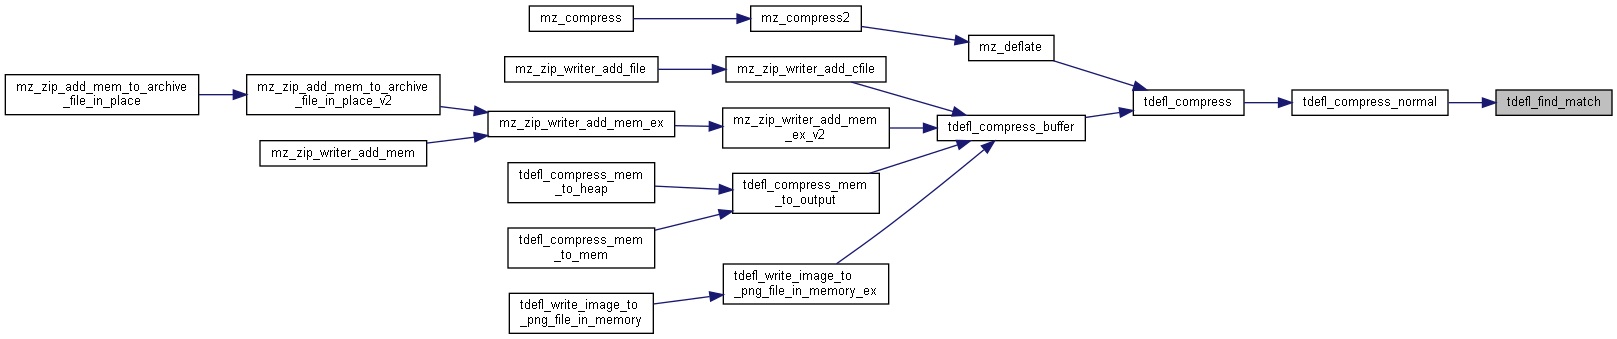 mz_compress
mz_compress2
mz_deflate
mz_zip_writer_add_file
mz_zip_writer_add_cfile
mz_zip_add_mem_to_archive
_file_in_place
mz_zip_add_mem_to_archive
_file_in_place_v2
tdefl_compress
tdefl_compress_normal
tdefl_find_match
mz_zip_writer_add_mem_ex
mz_zip_writer_add_mem
_ex_v2
tdefl_compress_buffer
mz_zip_writer_add_mem
tdefl_compress_mem
_to_heap
tdefl_compress_mem
_to_output
tdefl_compress_mem
_to_mem
tdefl_write_image_to
_png_file_in_memory_ex
tdefl_write_image_to
_png_file_in_memory